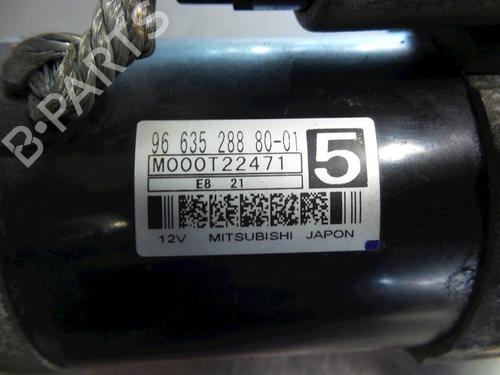 96 635 288 80-01
M000T22471
5
E8 21
12V MITSUBISHI JAPON
B-PARTS